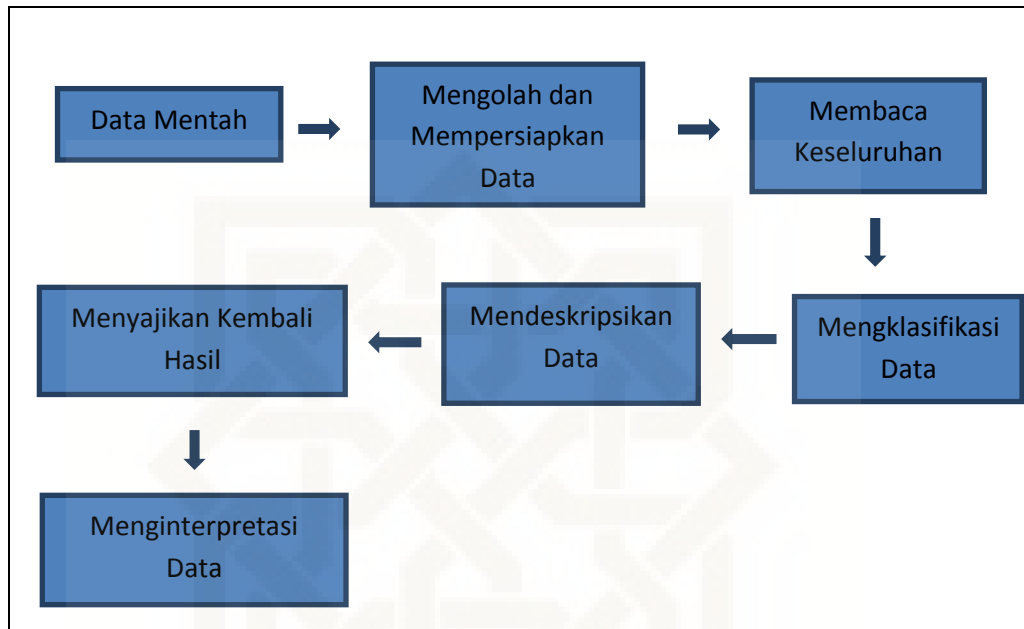 Data Mentah
Mengolah dan
Mempersiapkan
Data
Membaca
Keseluruhan
Mengklasifikasi
Data
Mendeskripsikan
Data
Menyajikan Kembali
Hasil
Menginterpretasi
Data